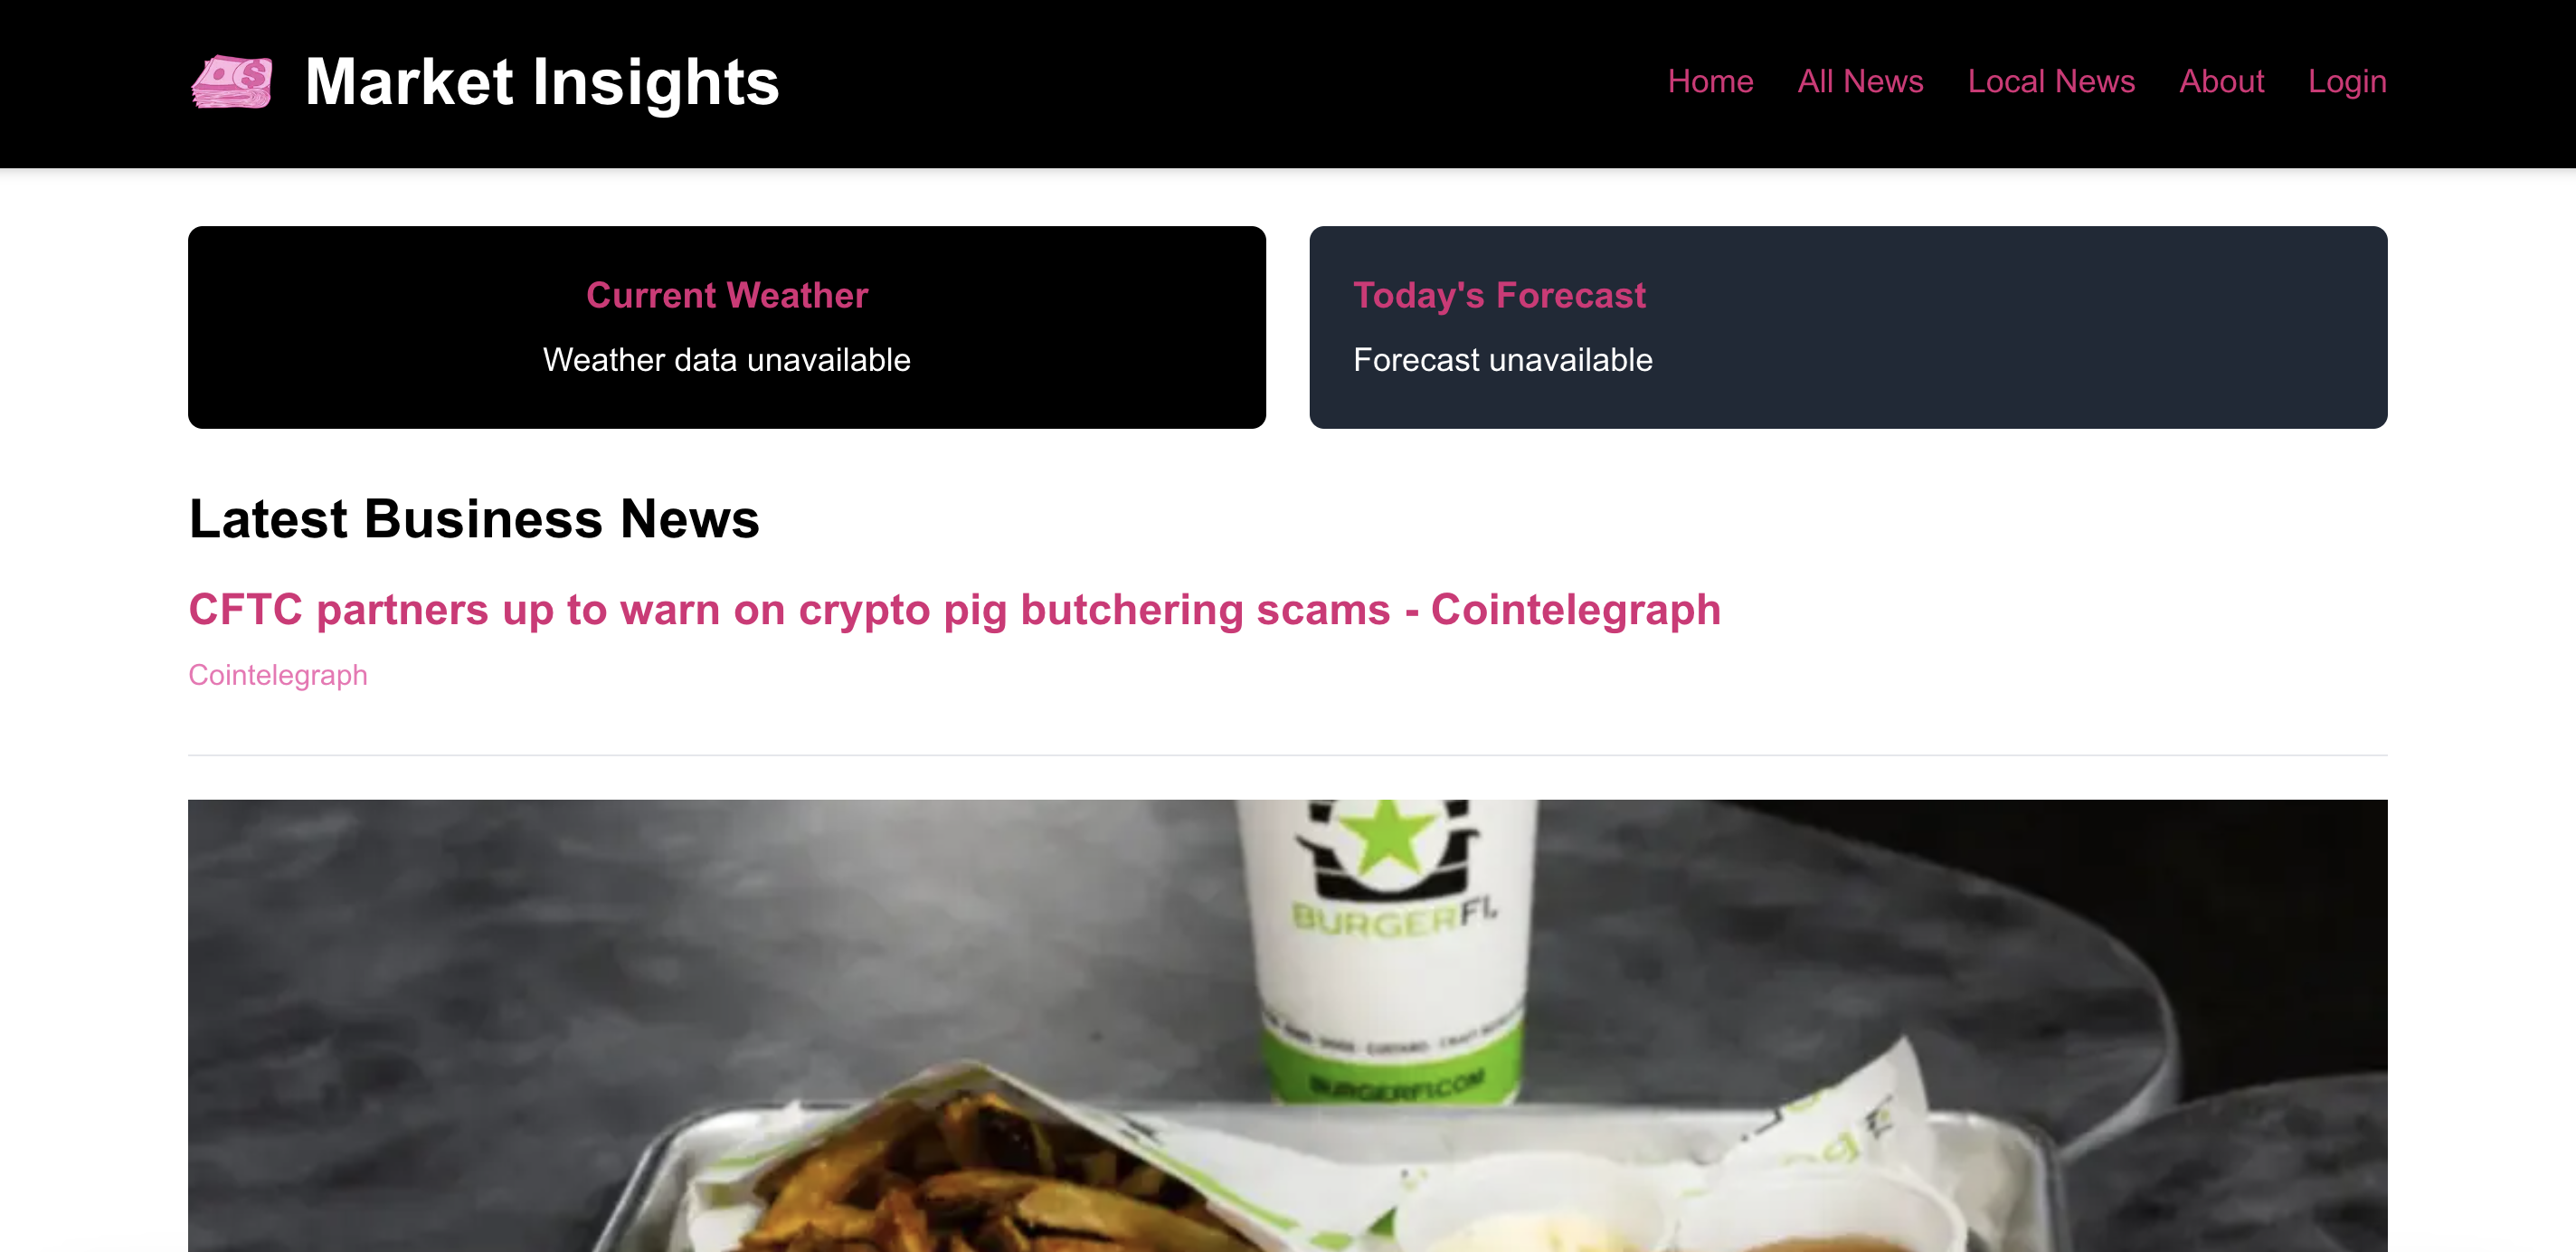 Market Insights
Home All News Local News About Login
Current Weather
Weather data unavailable
Today's Forecast
Forecast unavailable
Latest Business News
CFTC partners up to warn on crypto pig butchering scams - Cointelegraph
Cointelegraph
BURGERFI
BURGERFI.COM